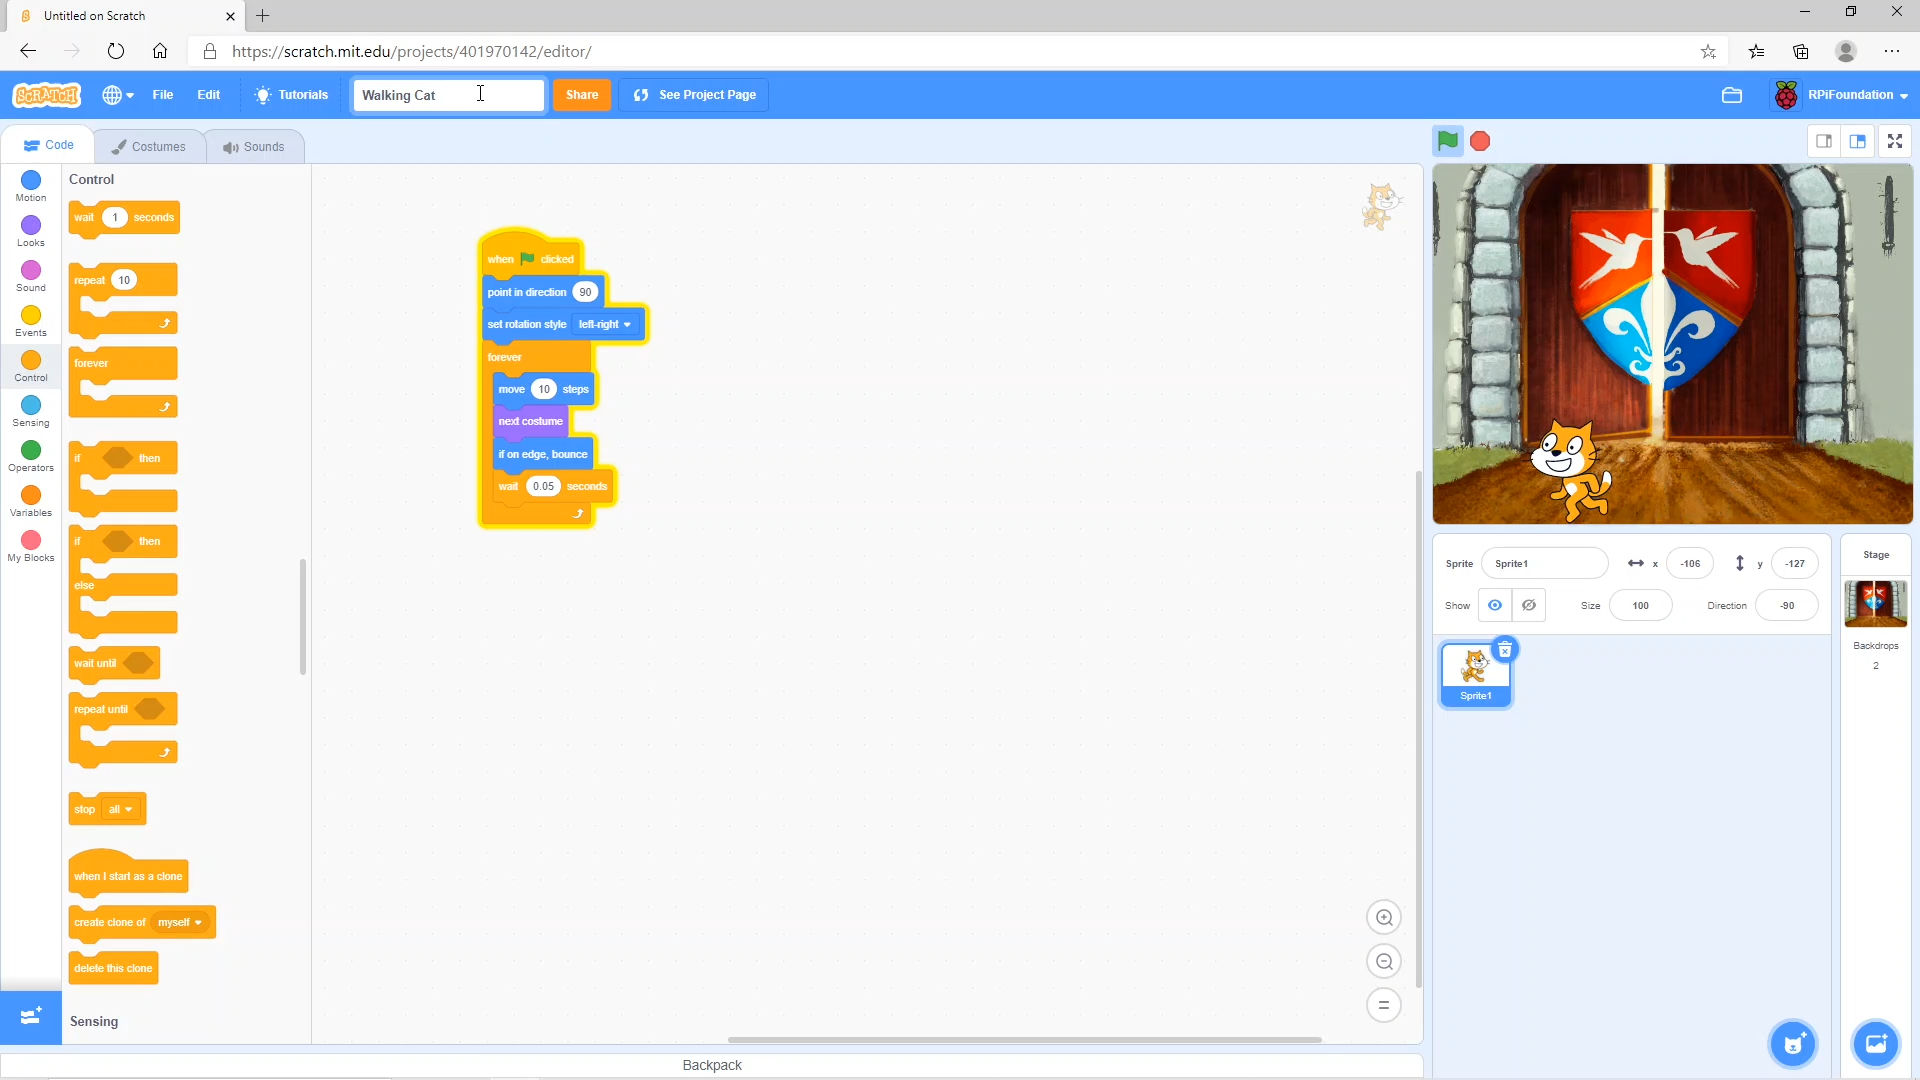 Untitled on Scratch
https://scratch.mit.edu/projects/401970142/editor/
SCRATCH
File
Edit
Tutorials
Walking Cat
Share
See Project Page
RPiFoundation
Code
Costumes
Sounds
Motion
Looks
Sound
Events
Control
Sensing
Operators
Variables
My Blocks
Control
wait 1 seconds
repeat 10
forever
if then
if then
else
wait until
repeat until
stop all
when I start as a clone
create clone of myself
delete this clone
Sensing
when clicked
point in direction 90
set rotation style left-right
forever
move 10 steps
next costume
if on edge, bounce
wait 0.05 seconds
Backpack
Sprite Sprite1 x -106 y -127
Show Size 100 Direction -90
Sprite1
Stage
Backdrops
2